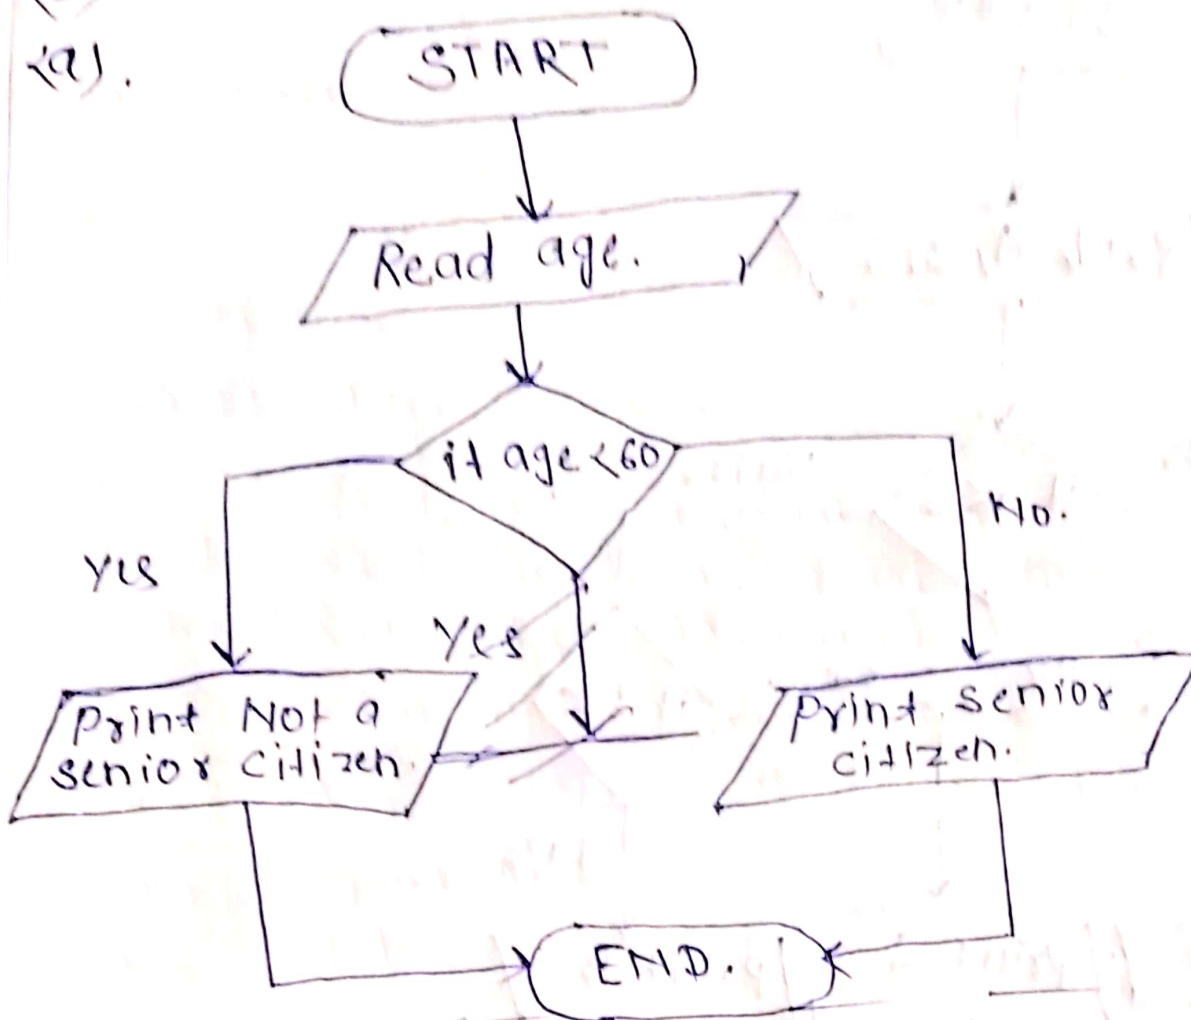 (a).
START
Read age.
if age <60
Yes
No.
Yes
Print Not a
senior citizen.
Print senior
citizen.
END.